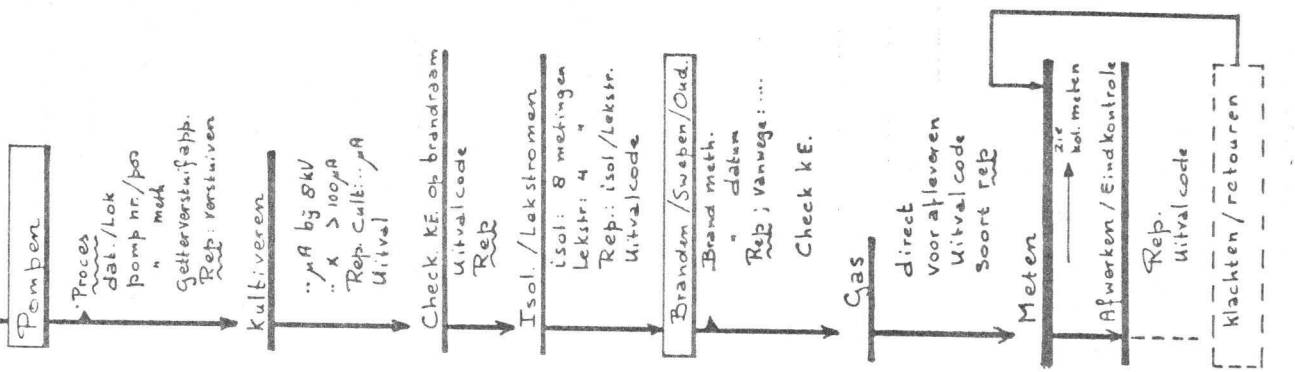 Pompen
Proces
dat./Lok
pomp nr./pos
" meth
Getterverstuifapp.
Rep: verstuiven
Kultiveren
.. µA bij 8kV
.. x > 100µA
Rep. Cult:... µA
Uitval
Check KE. op brandraam
Uitvalcode
Rep
Isol./Lekstromen
isol: 8 metingen
Lekstr: 4 "
Rep.: isol/Lekstr.
Uitvalcode
Branden/Swepen/Oud.
Brand meth.
" datum
Rep; Vanwege:....
Check KE.
Gas
direct
voor afleveren
Uitvalcode
Soort rep
Meten
zie
kol. meten
Afwerken/Eindkontrole
Rep.
Uitvalcode
klachten/retouren